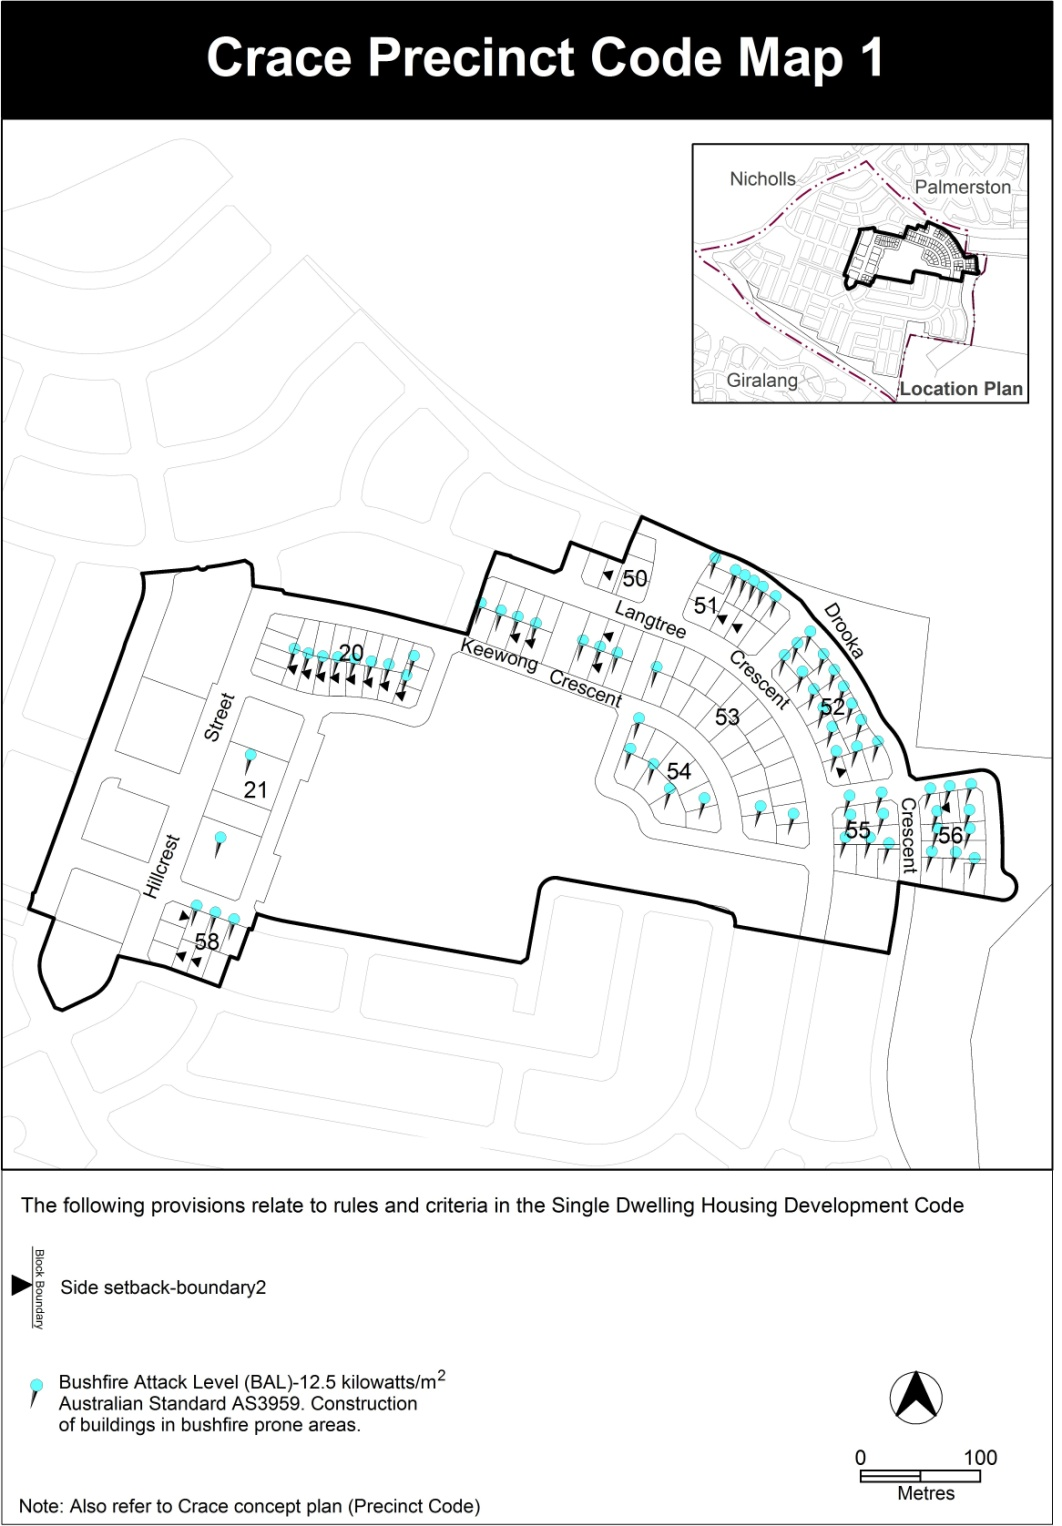 Crace Precinct Code Map 1
Nicholls
Palmerston
Giralang
Location Plan
50
51
Langtree
Crescent
Drooka
Crescent
20
Keewong
Crescent
53
52
54
Street
21
Hillcrest
55
56
58
The following provisions relate to rules and criteria in the Single Dwelling Housing Development Code
Block Boundary
Side setback-boundary2
Bushfire Attack Level (BAL)-12.5 kilowatts/m²
Australian Standard AS3959. Construction
of buildings in bushfire prone areas.
0 100
Metres
Note: Also refer to Crace concept plan (Precinct Code)